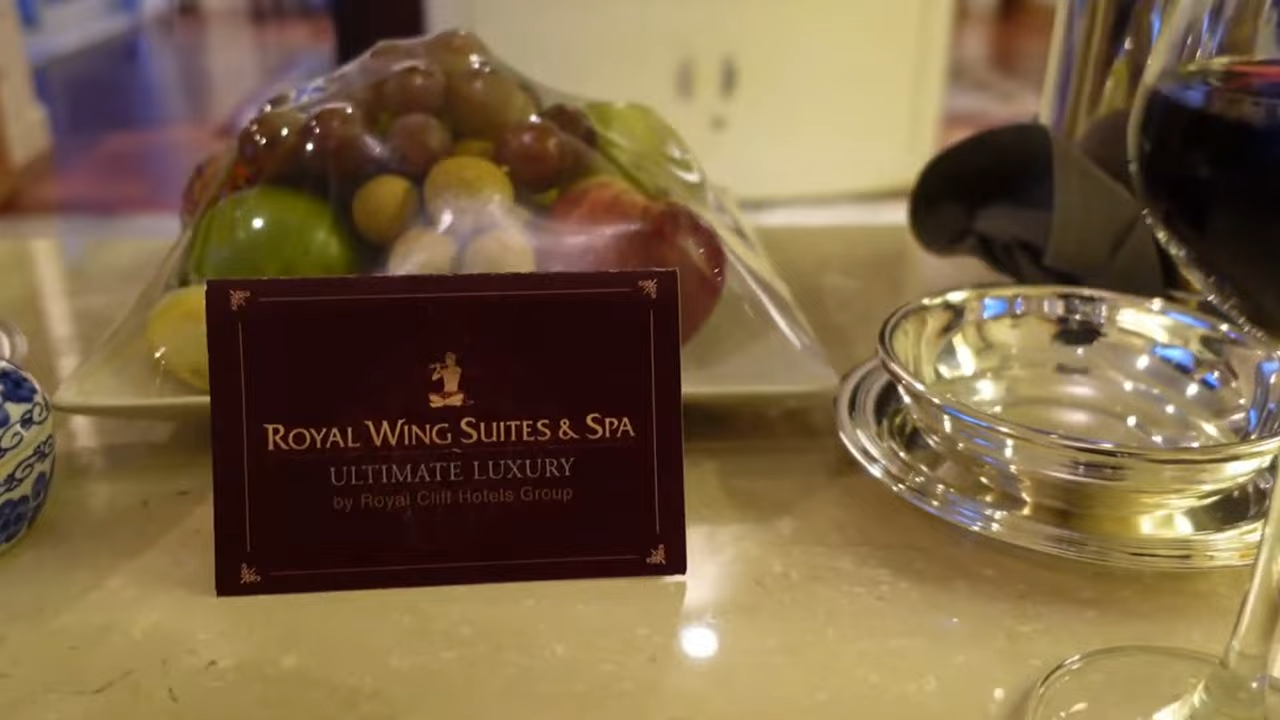 ROYAL WING SUITES & SPA
ULTIMATE LUXURY
by Royal Cliff Hotels Group